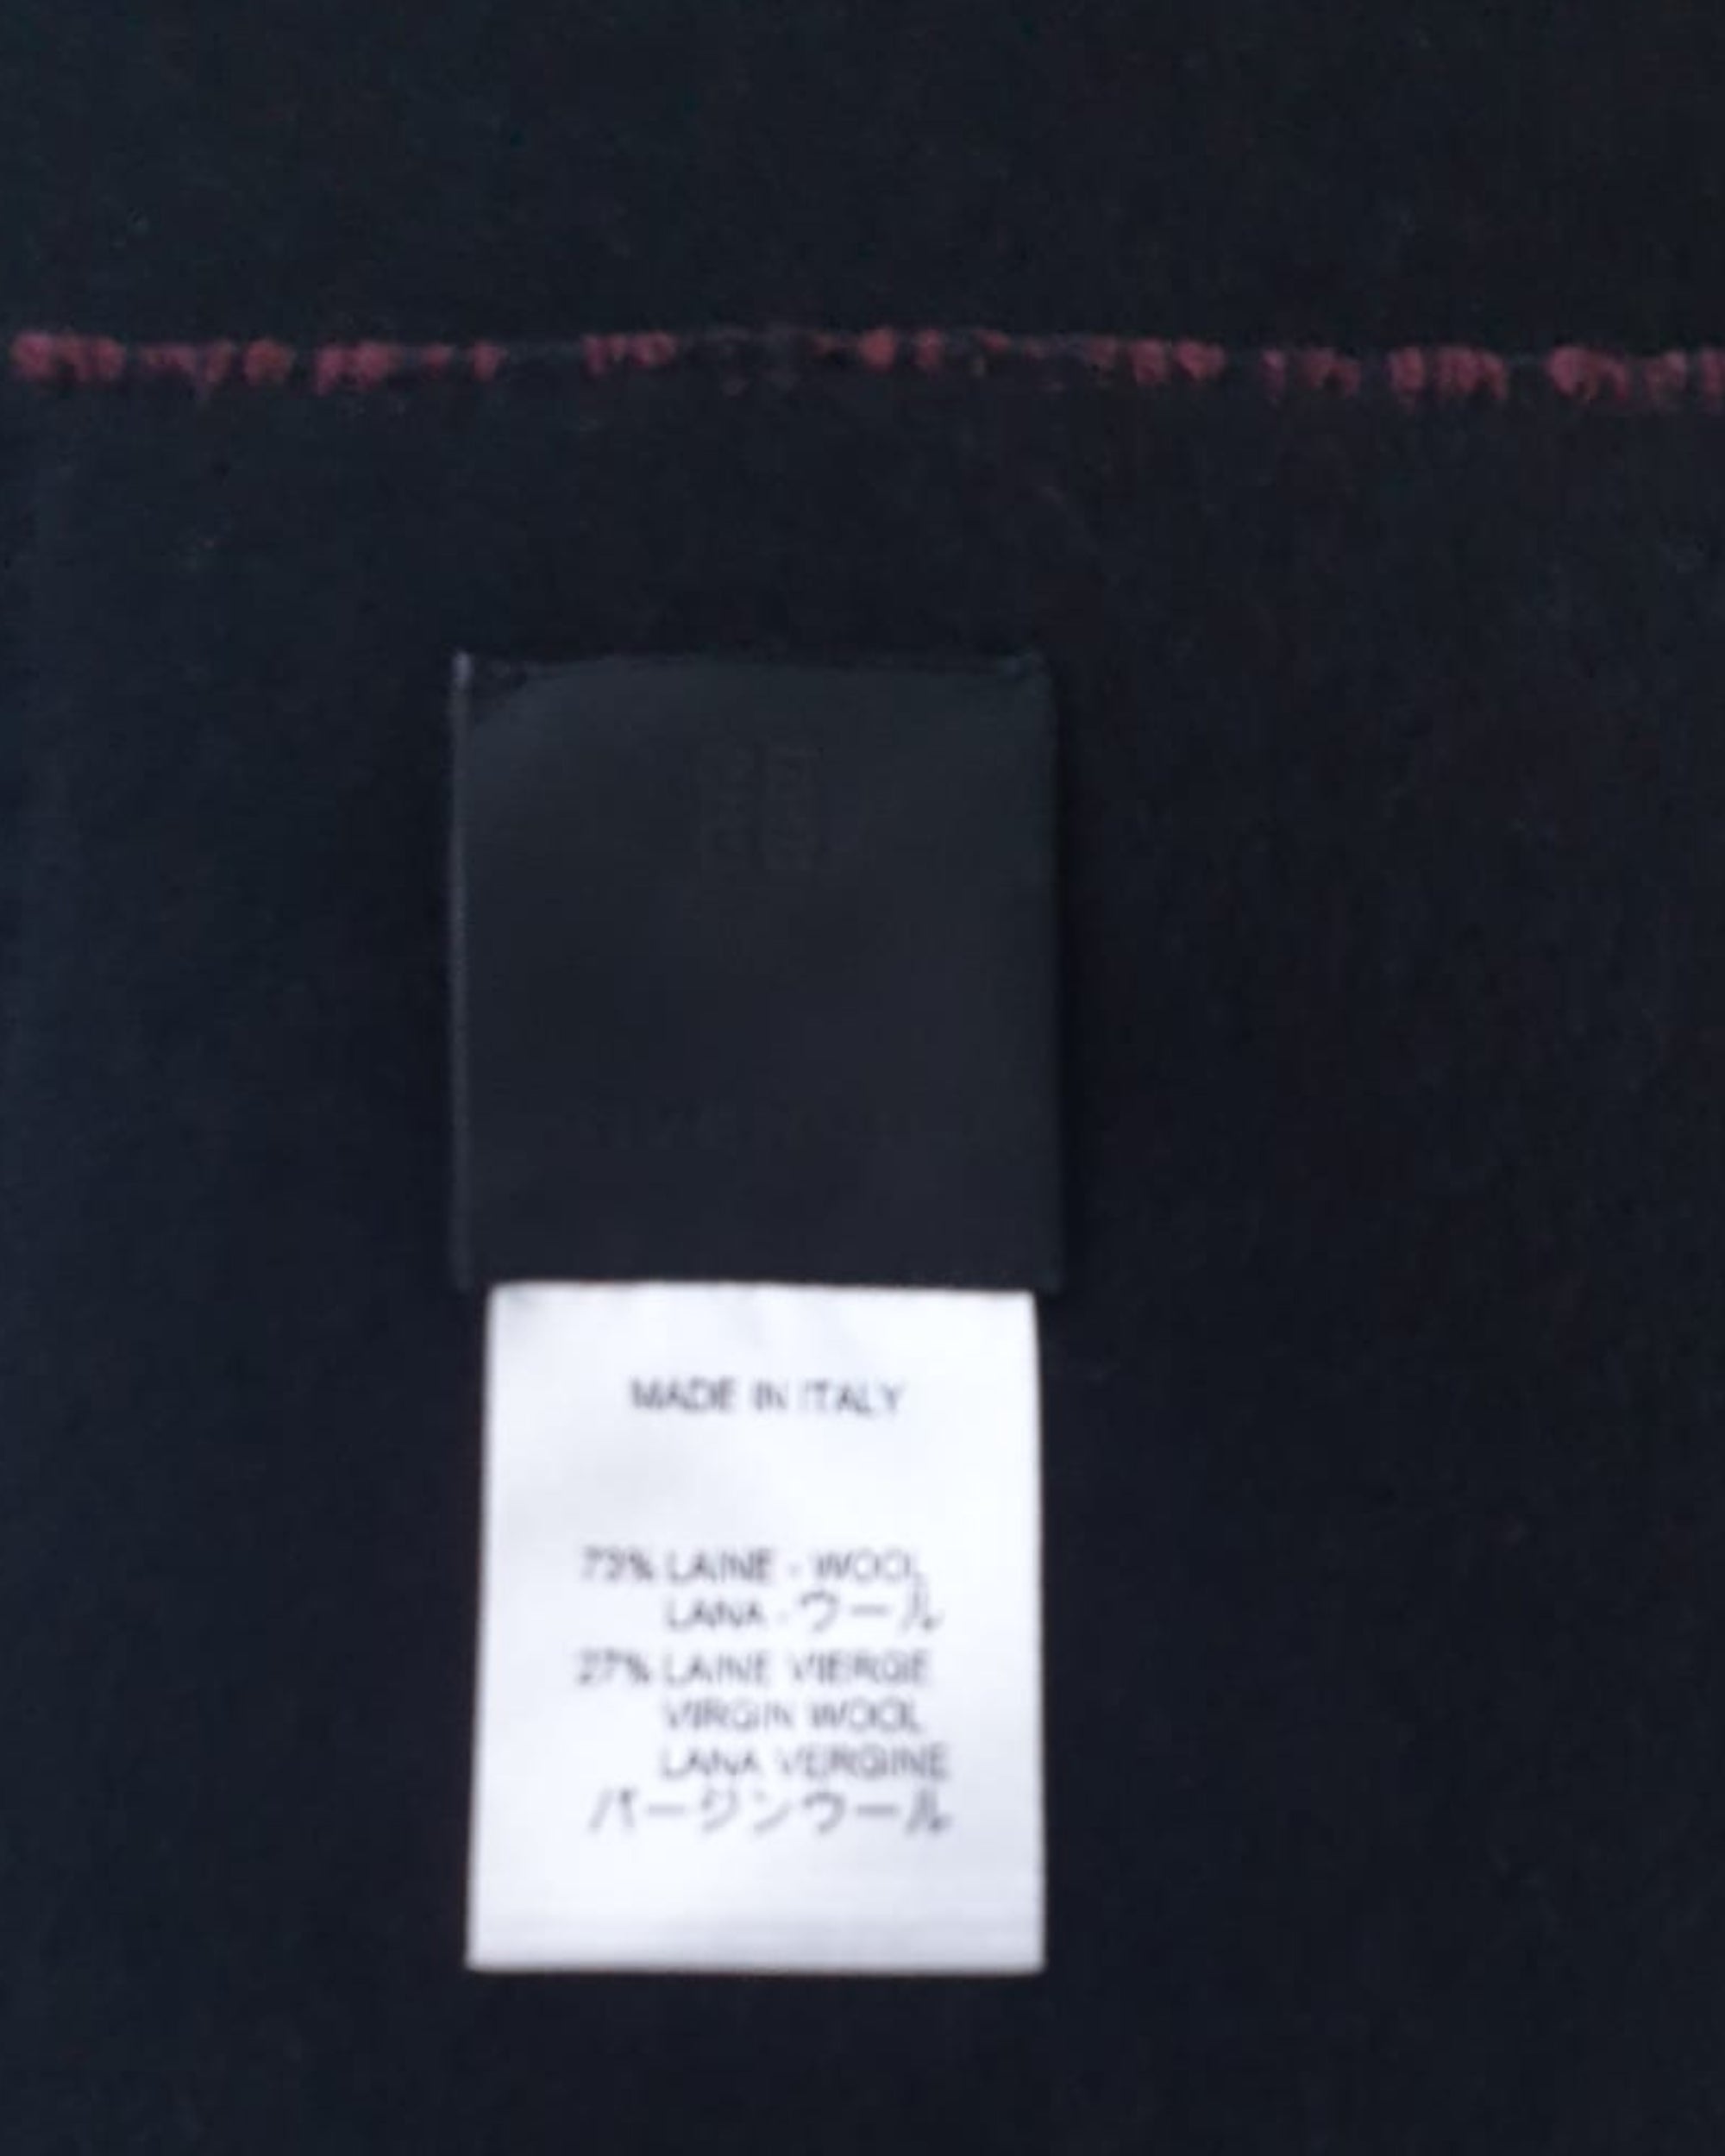 MADE IN ITALY
73% LAINE - WOOL
LANA - ウール
27% LAINE VIERGE
VIRGIN WOOL
LANA VERGINE
バージンウール